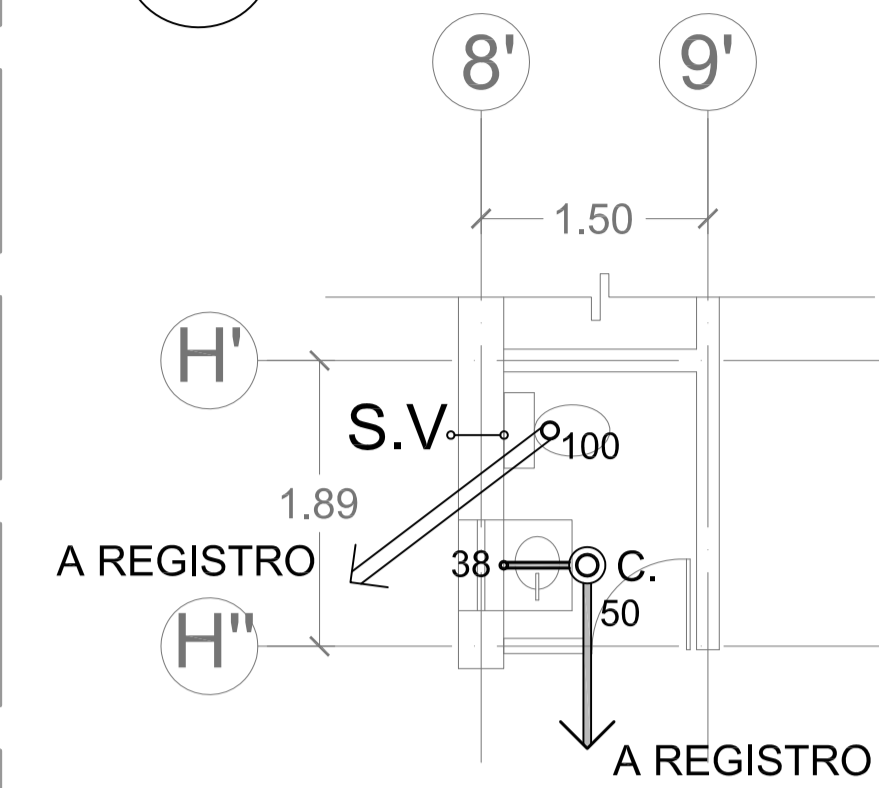 8' 9'
1.50
H'
S.V
100
1.89
A REGISTRO
38 C.
50
H"
A REGISTRO